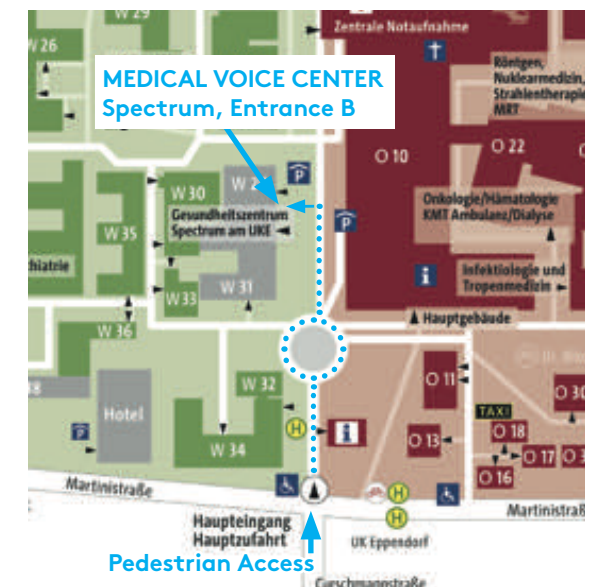 W 29
W 26
Zentrale Notaufnahme
MEDICAL VOICE CENTER
Spectrum, Entrance B
Röntgen,
Nuklearmedizin,
Strahlentherapie
MRT
O 10
O 22
W 30
P
Onkologie/Hämatologie
KMT Ambulanz/Dialyse
Gesundheitszentrum
Spectrum am UKE
P
W 35
i
Infektiologie und
Tropenmedizin
W 33
W 31
Hauptgebäude
W 36
W 32
O 11
O 30
Hotel
TAXI
P
H
i
O 13
O 18
O 17
W 34
O 16
Martinistraße
H
Haupteingang
Hauptzufahrt
H
UK Eppendorf
Pedestrian Access